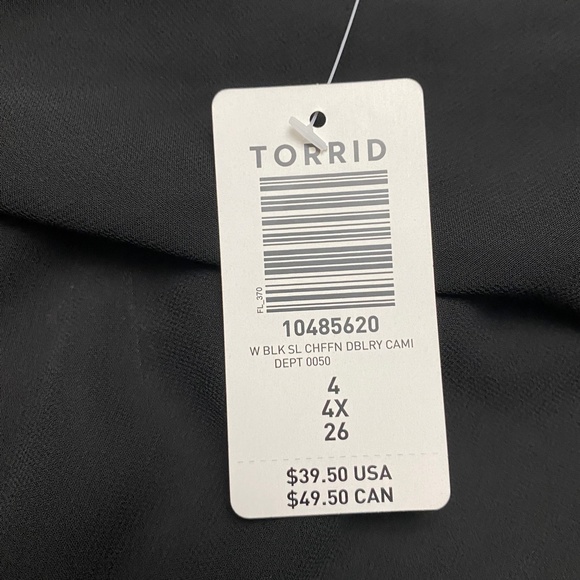 TORRID
FL_370
10485620
W BLK SL CHFFN DBLRY CAMI
DEPT 0050
4
4X
26
$39.50 USA
$49.50 CAN